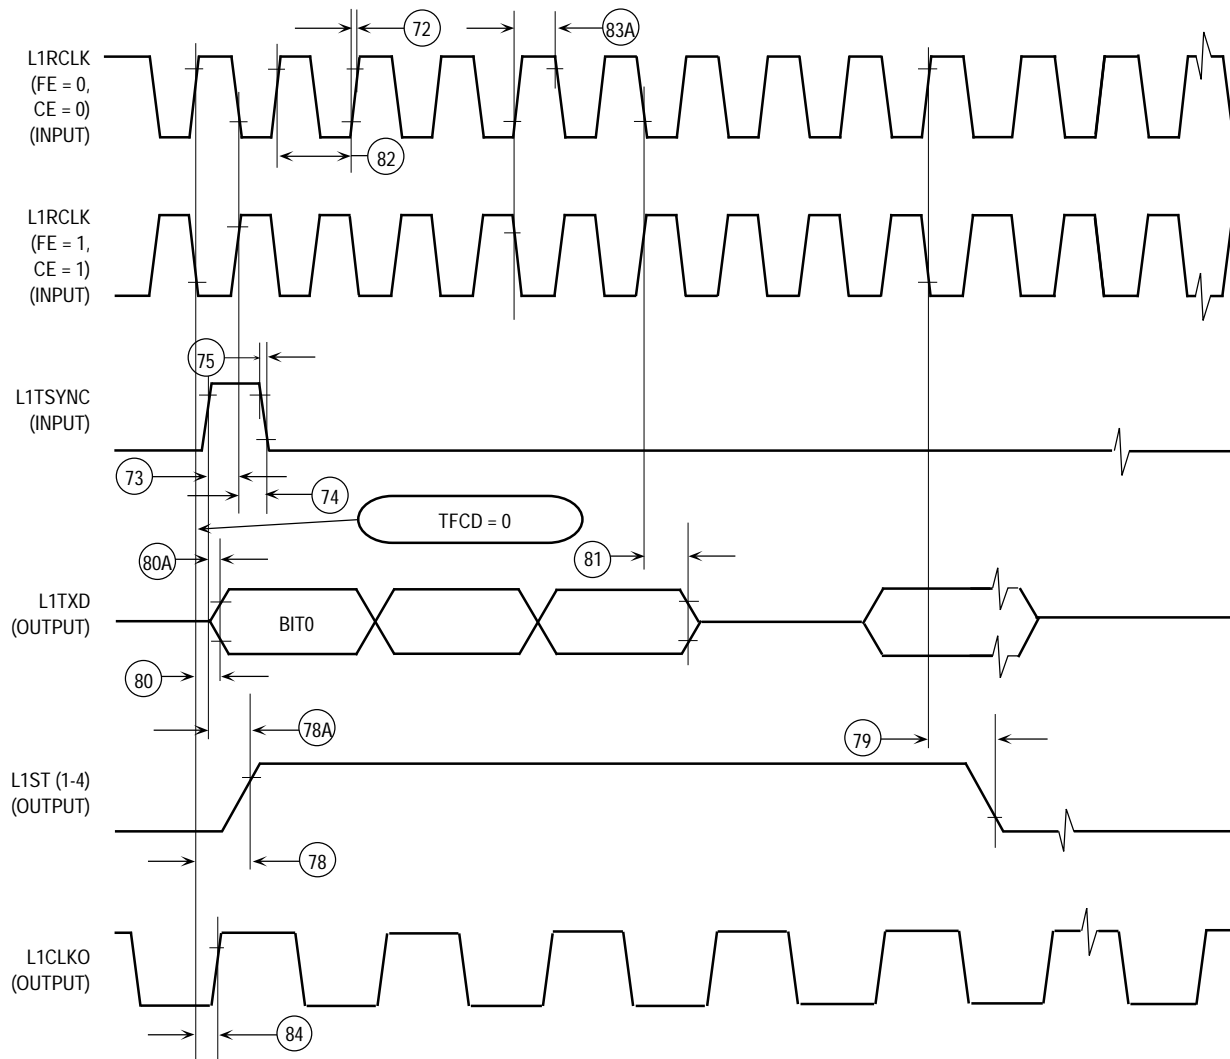 72
83A
L1RCLK
(FE = 0,
CE = 0)
(INPUT)
82
L1RCLK
(FE = 1,
CE = 1)
(INPUT)
75
L1TSYNC
(INPUT)
73
74
TFCD = 0
80A
81
L1TXD
(OUTPUT)
BIT0
80
78A
79
L1ST (1-4)
(OUTPUT)
78
L1CLKO
(OUTPUT)
84